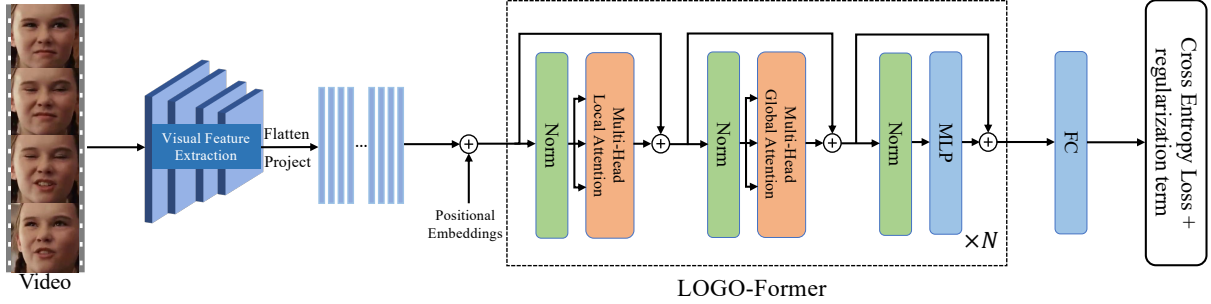 Video
Visual Feature
Extraction
Flatten
Project
...
Positional
Embeddings
Norm
Multi-Head
Local Attention
Norm
Multi-Head
Global Attention
Norm
MLP
×N
LOGO-Former
FC
Cross Entropy Loss +
regularization term